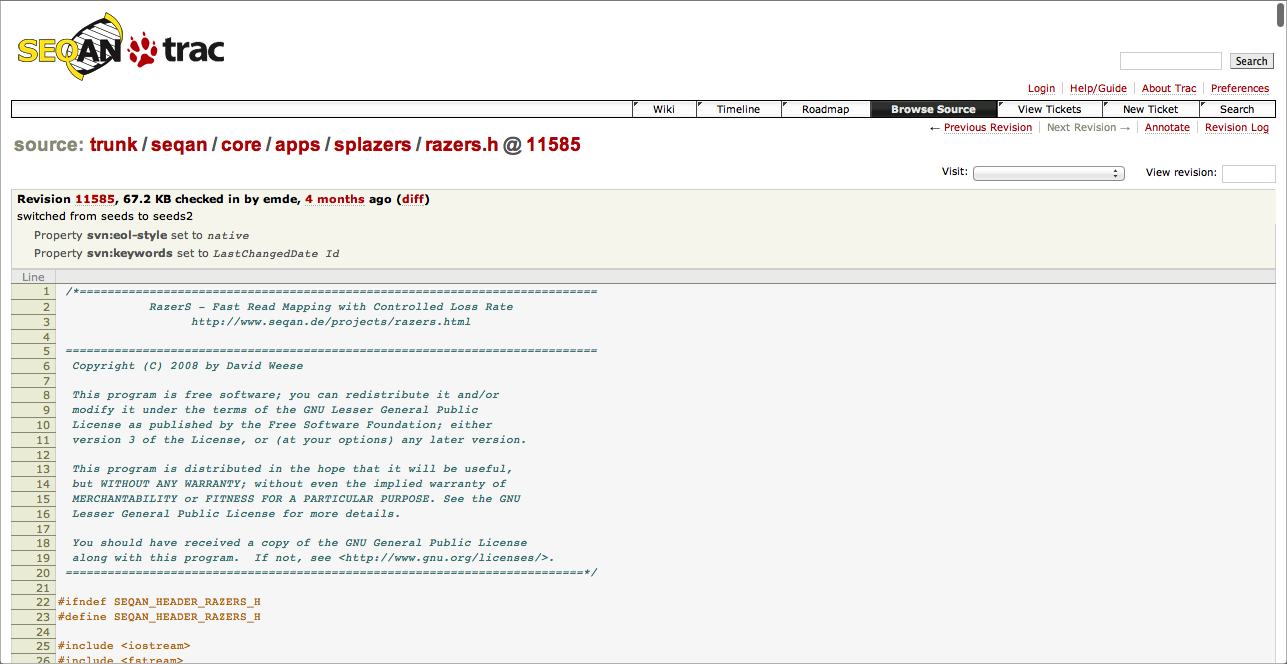 SEQAN trac
Search
Login Help/Guide About Trac Preferences
Wiki Timeline Roadmap Browse Source View Tickets New Ticket Search
← Previous Revision Next Revision → Annotate Revision Log
source: trunk / seqan / core / apps / splazers / razers.h @ 11585
Visit: View revision:
Revision 11585, 67.2 KB checked in by emde, 4 months ago (diff)
switched from seeds to seeds2
Property svn:eol-style set to native
Property svn:keywords set to LastChangedDate Id
Line
1 /*==========================================================================
2 RazerS - Fast Read Mapping with Controlled Loss Rate
3 http://www.seqan.de/projects/razers.html
4
5 ============================================================================
6 Copyright (C) 2008 by David Weese
7
8 This program is free software; you can redistribute it and/or
9 modify it under the terms of the GNU Lesser General Public
10 License as published by the Free Software Foundation; either
11 version 3 of the License, or (at your options) any later version.
12
13 This program is distributed in the hope that it will be useful,
14 but WITHOUT ANY WARRANTY; without even the implied warranty of
15 MERCHANTABILITY or FITNESS FOR A PARTICULAR PURPOSE. See the GNU
16 Lesser General Public License for more details.
17
18 You should have received a copy of the GNU General Public License
19 along with this program. If not, see <http://www.gnu.org/licenses/>.
20 ==========================================================================*/
21
22 #ifndef SEQAN_HEADER_RAZERS_H
23 #define SEQAN_HEADER_RAZERS_H
24
25 #include <iostream>
26 #include <fstream>